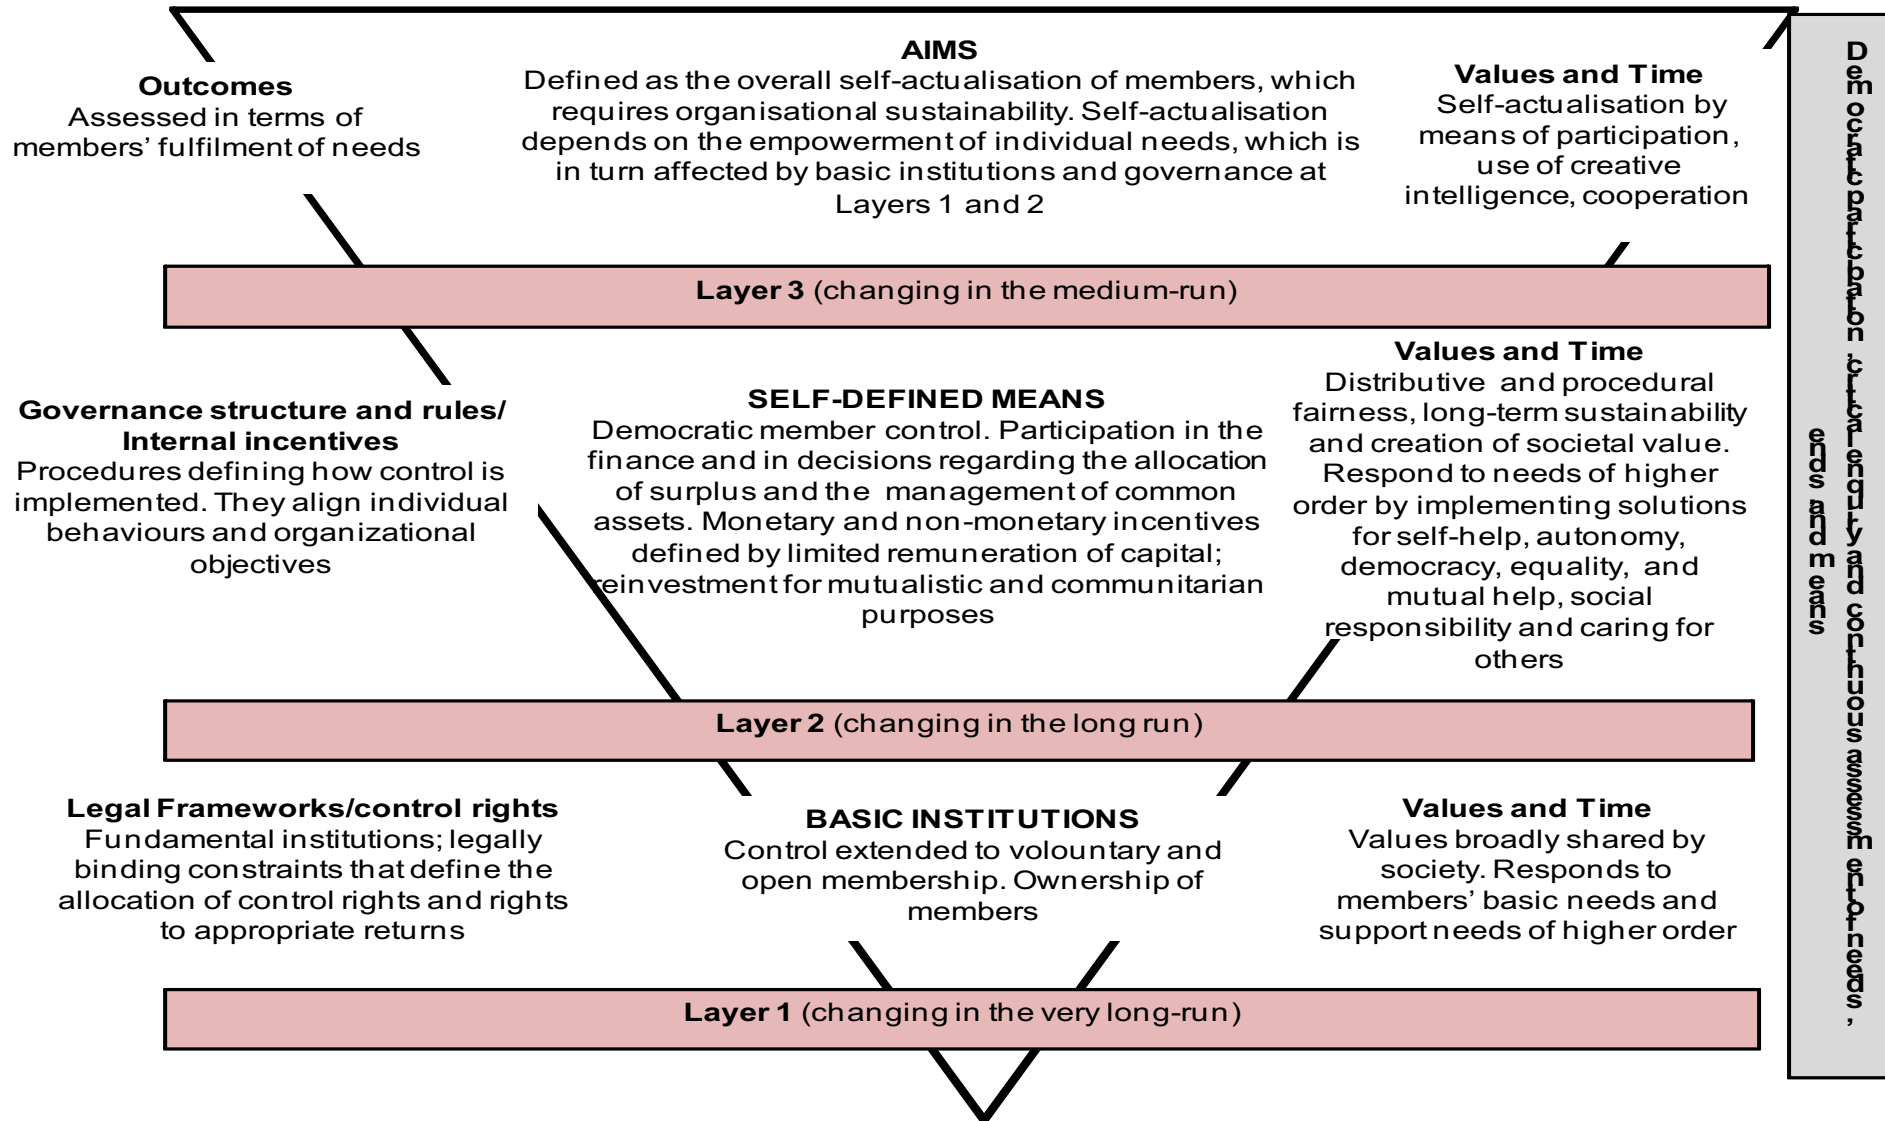 Outcomes
Assessed in terms of
members' fulfilment of needs
AIMS
Defined as the overall self-actualisation of members, which
requires organisational sustainability. Self-actualisation
depends on the empowerment of individual needs, which is
in turn affected by basic institutions and governance at
Layers 1 and 2
Values and Time
Self-actualisation by
means of participation,
use of creative
intelligence, cooperation
Layer 3 (changing in the medium-run)
Governance structure and rules/
Internal incentives
Procedures defining how control is
implemented. They align individual
behaviours and organizational
objectives
SELF-DEFINED MEANS
Democratic member control. Participation in the
finance and in decisions regarding the allocation
of surplus and the management of common
assets. Monetary and non-monetary incentives
defined by limited remuneration of capital;
reinvestment for mutualistic and communitarian
purposes
Values and Time
Distributive and procedural
fairness, long-term sustainability
and creation of societal value.
Respond to needs of higher
order by implementing solutions
for self-help, autonomy,
democracy, equality, and
mutual help, social
responsibility and caring for
others
Layer 2 (changing in the long run)
Legal Frameworks/control rights
Fundamental institutions; legally
binding constraints that define the
allocation of control rights and rights
to appropriate returns
BASIC INSTITUTIONS
Control extended to volountary and
open membership. Ownership of
members
Values and Time
Values broadly shared by
society. Responds to
members' basic needs and
support needs of higher order
Layer 1 (changing in the very long-run)
Democratic participation, critical enquiry and continuous assessment of needs,
ends and means